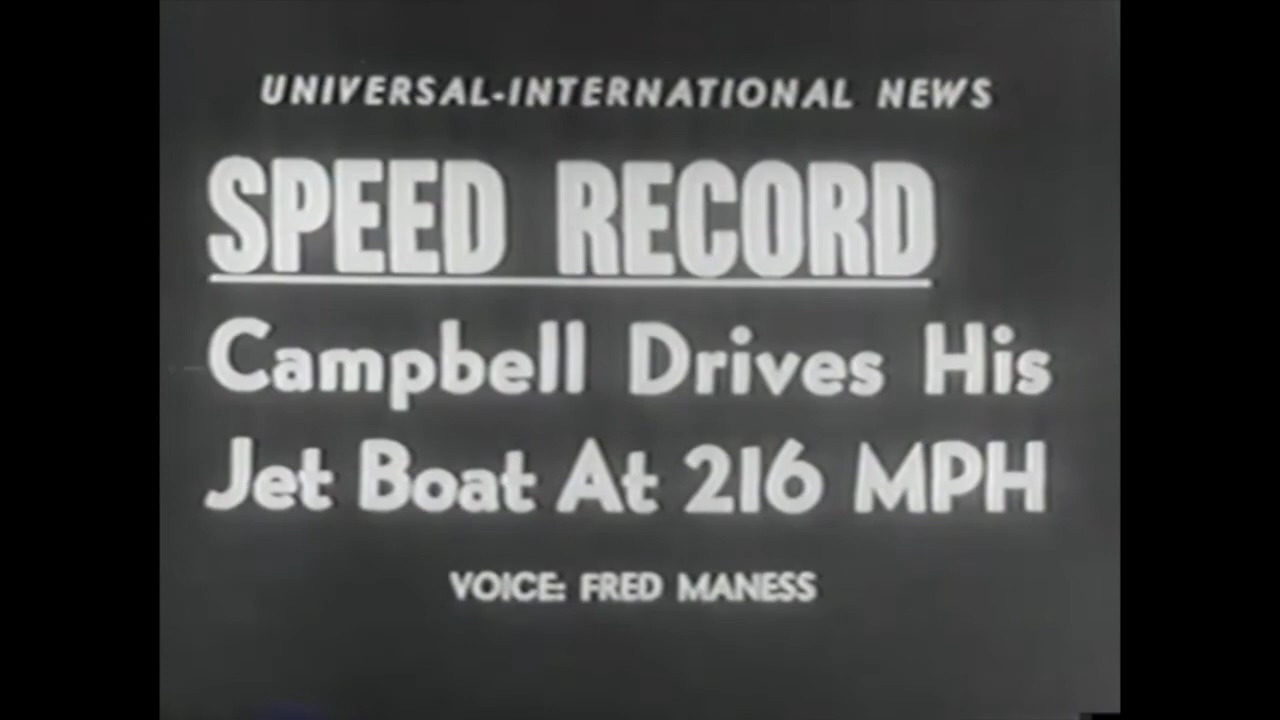 UNIVERSAL-INTERNATIONAL NEWS
SPEED RECORD
Campbell Drives His
Jet Boat At 216 MPH
VOICE: FRED MANESS